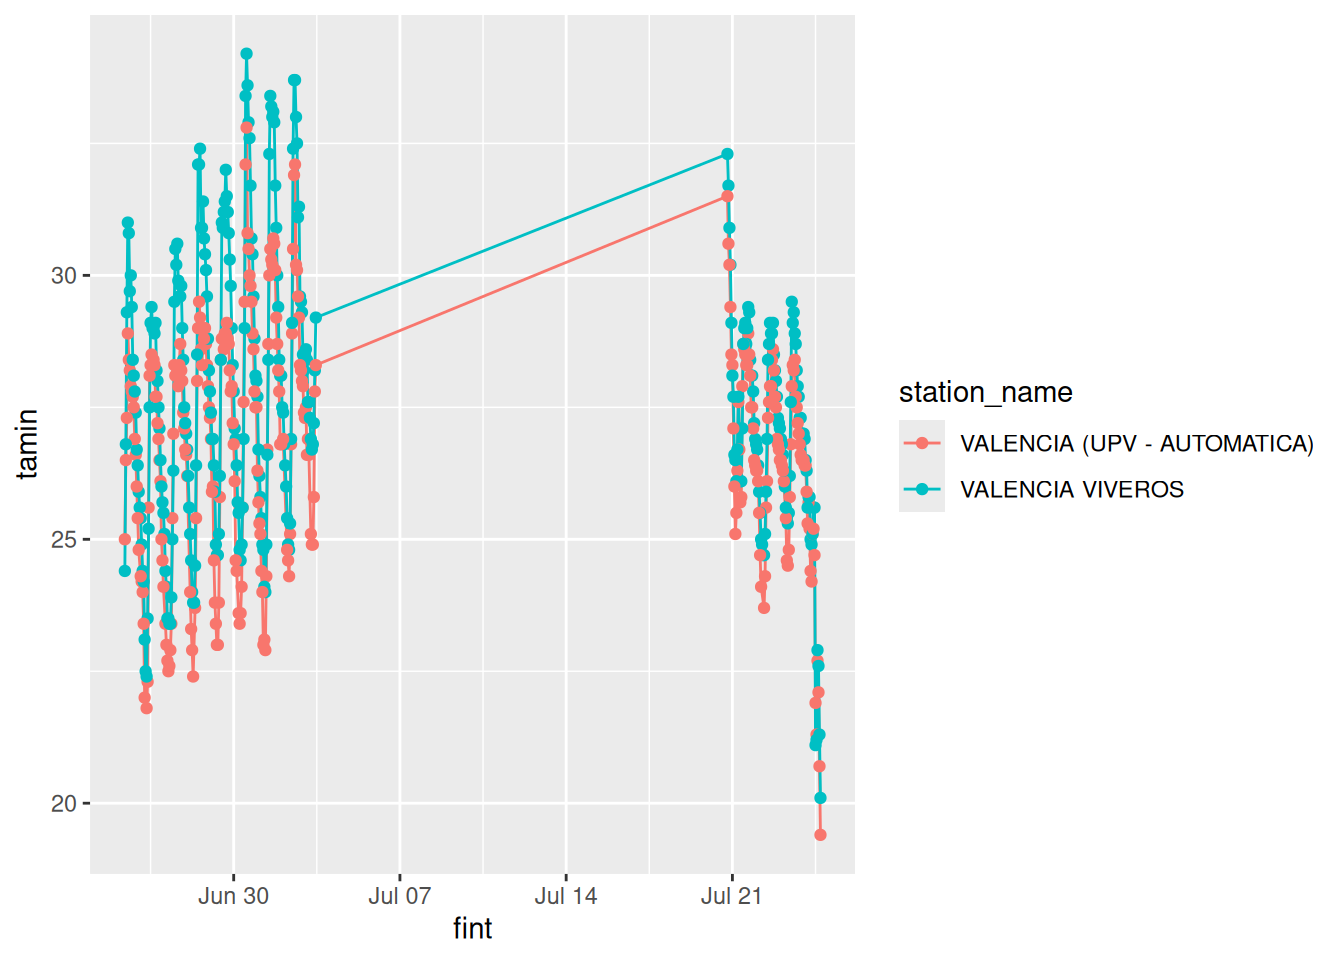 30
25
20
tamin
Jun 30
Jul 07
Jul 14
Jul 21
fint
station_name
VALENCIA (UPV - AUTOMATICA)
VALENCIA VIVEROS